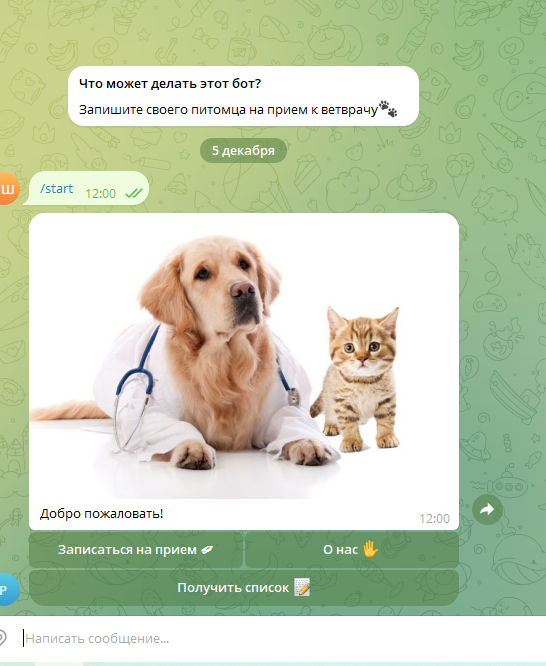 Что может делать этот бот?
Запишите своего питомца на прием к ветврачу🐾
5 декабря
Ш
/start 12:00
Добро пожаловать!
12:00
Записаться на прием ✒
О нас 🖐
Получить список 📝
Р
Написать сообщение...